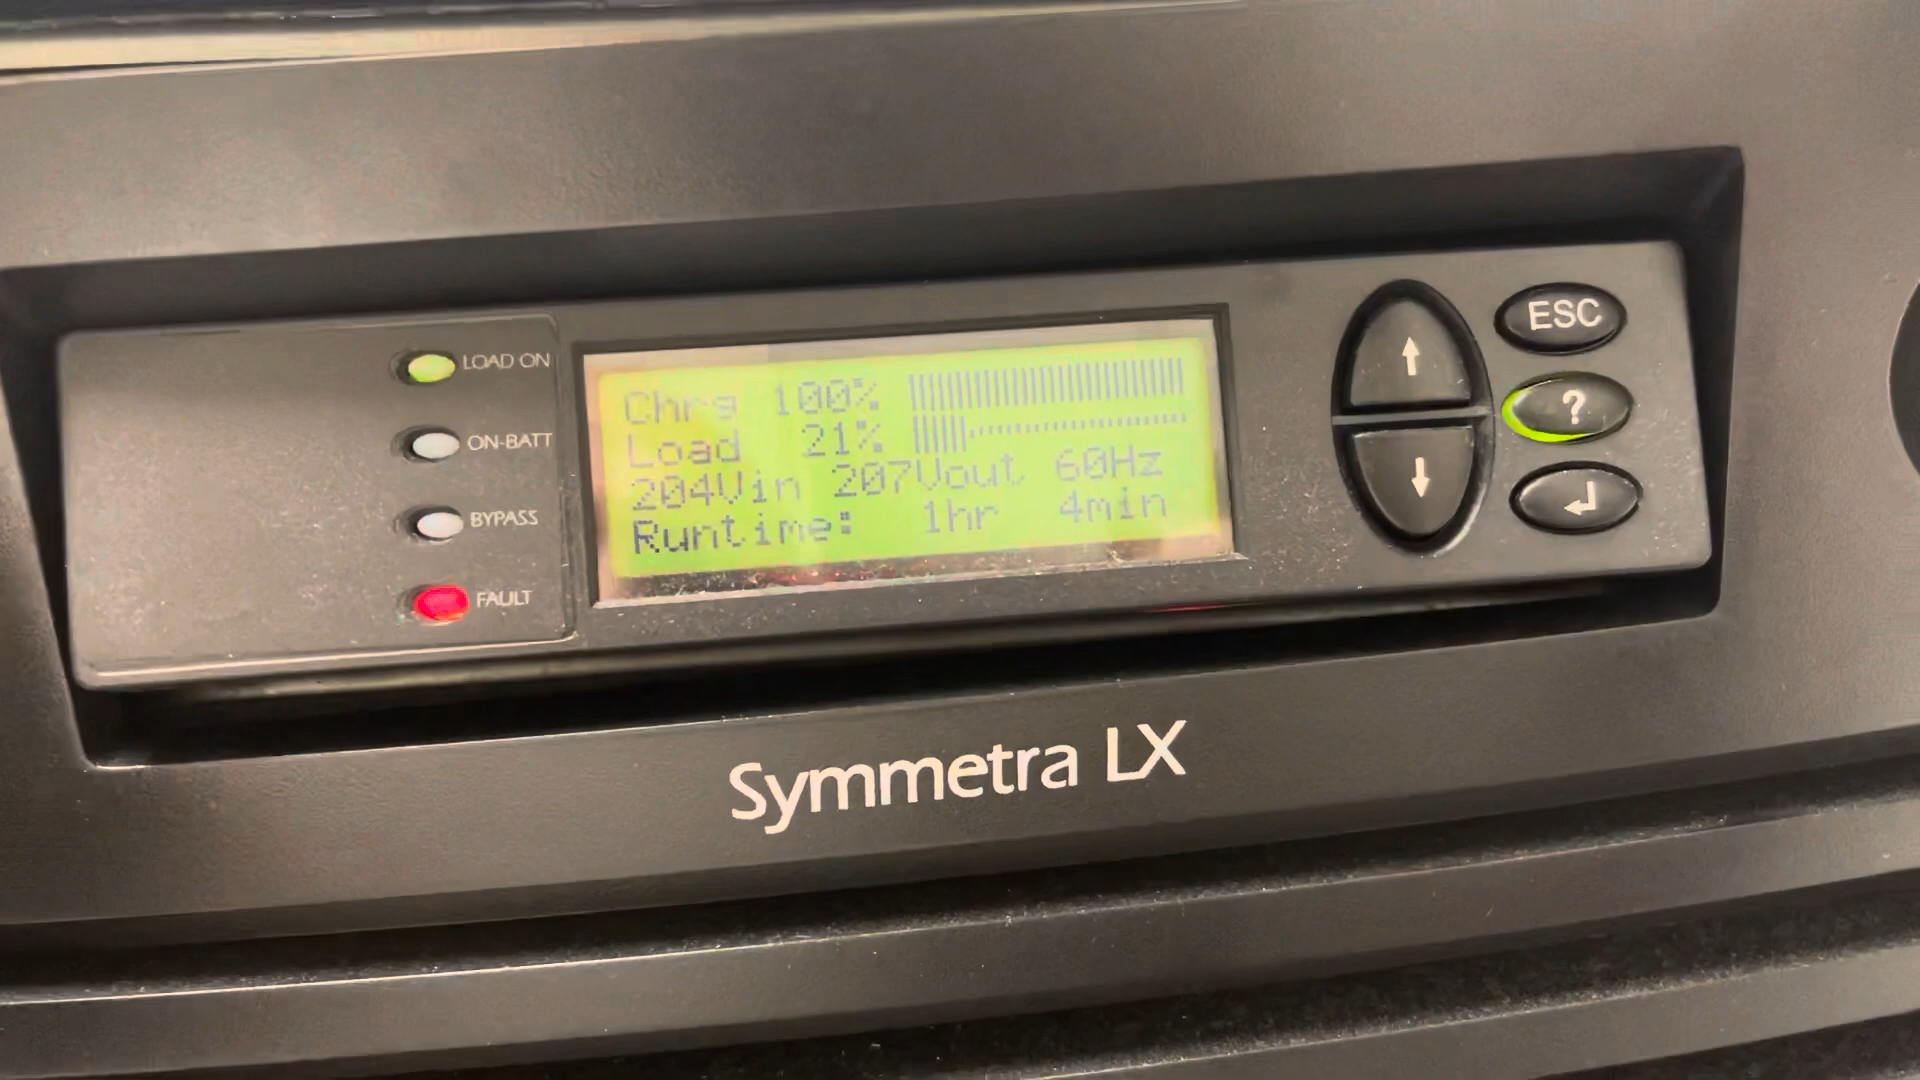 LOAD ON
ON-BATT
BYPASS
FAULT
Chrg 100%
Load 21%
204Vin 207Vout 60Hz
Runtime: 1hr 4min
ESC
?
Symmetra LX